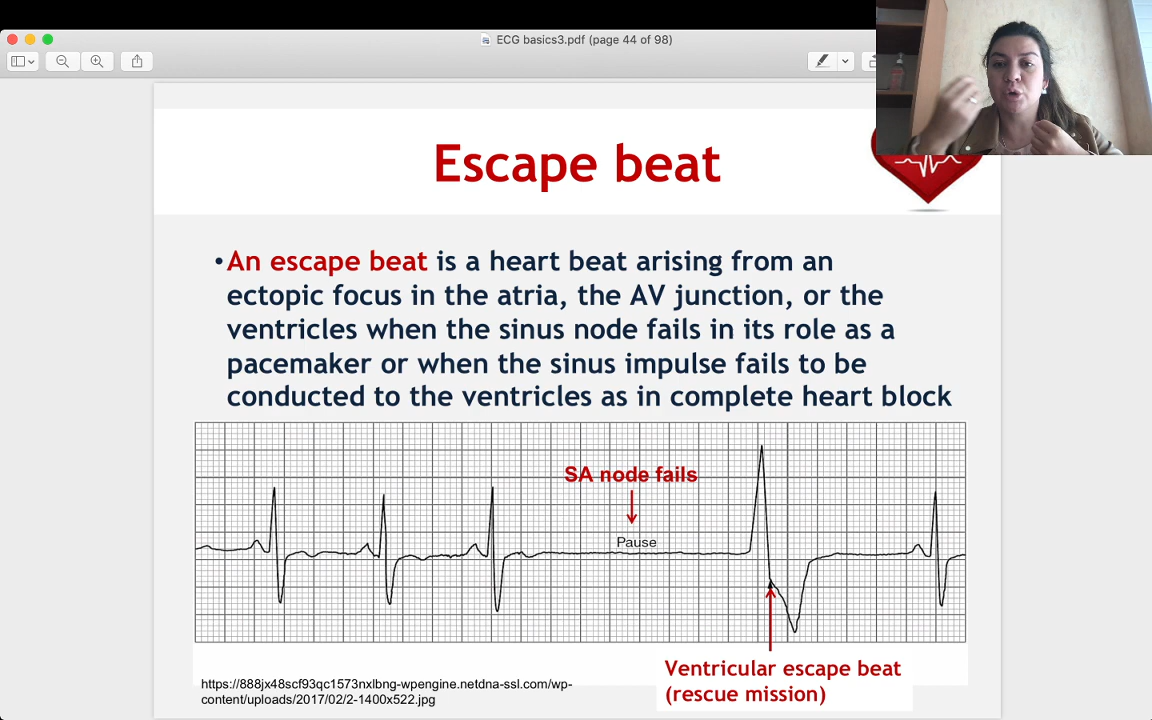 ECG basics3.pdf (page 44 of 98)
Escape beat
•An escape beat is a heart beat arising from an
ectopic focus in the atria, the AV junction, or the
ventricles when the sinus node fails in its role as a
pacemaker or when the sinus impulse fails to be
conducted to the ventricles as in complete heart block
SA node fails
Pause
Ventricular escape beat
(rescue mission)
https://888jx48scf93qc1573nxlbng-wpengine.netdna-ssl.com/wp-
content/uploads/2017/02/2-1400x522.jpg